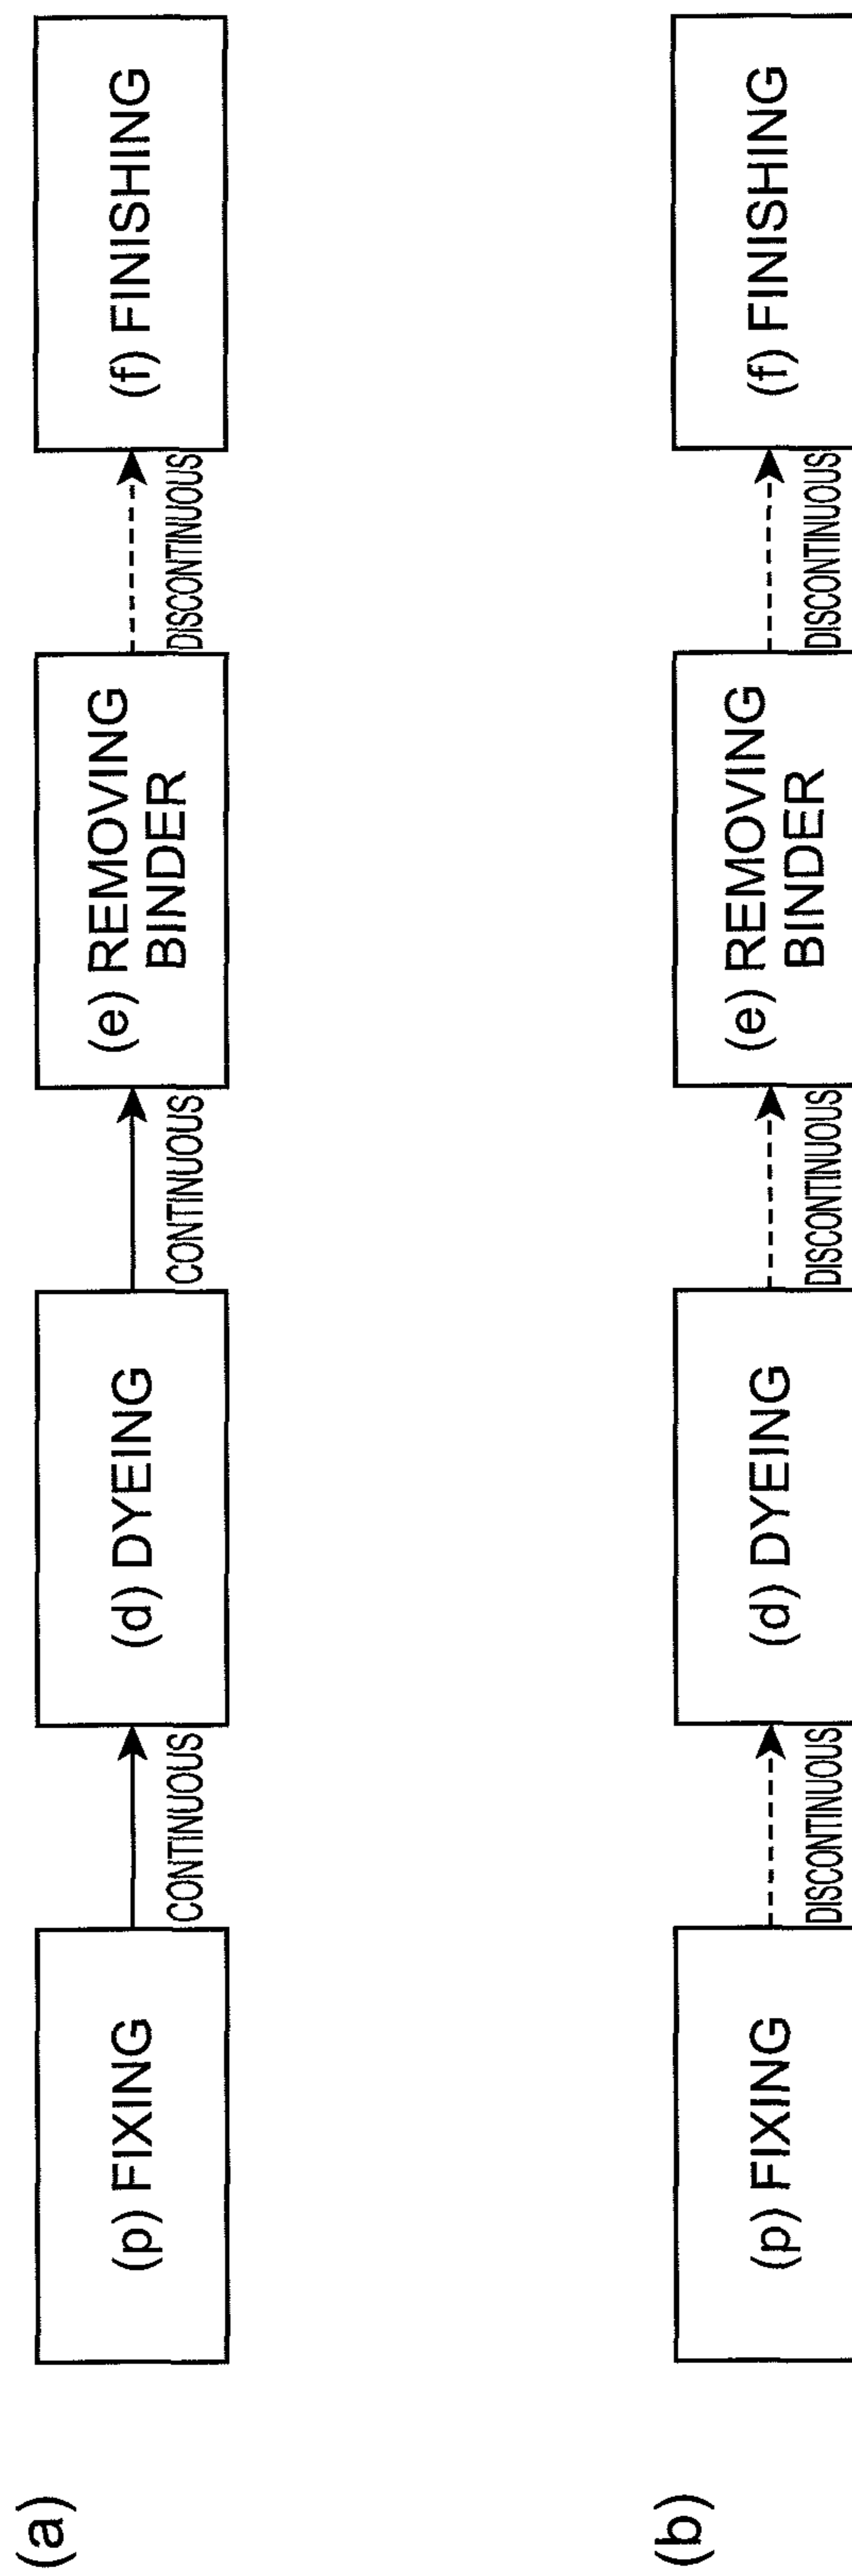 (a)
(p) FIXING
CONTINUOUS
(d) DYEING
CONTINUOUS
(e) REMOVING
BINDER
DISCONTINUOUS
(f) FINISHING
(b)
(p) FIXING
DISCONTINUOUS
(d) DYEING
DISCONTINUOUS
(e) REMOVING
BINDER
DISCONTINUOUS
(f) FINISHING